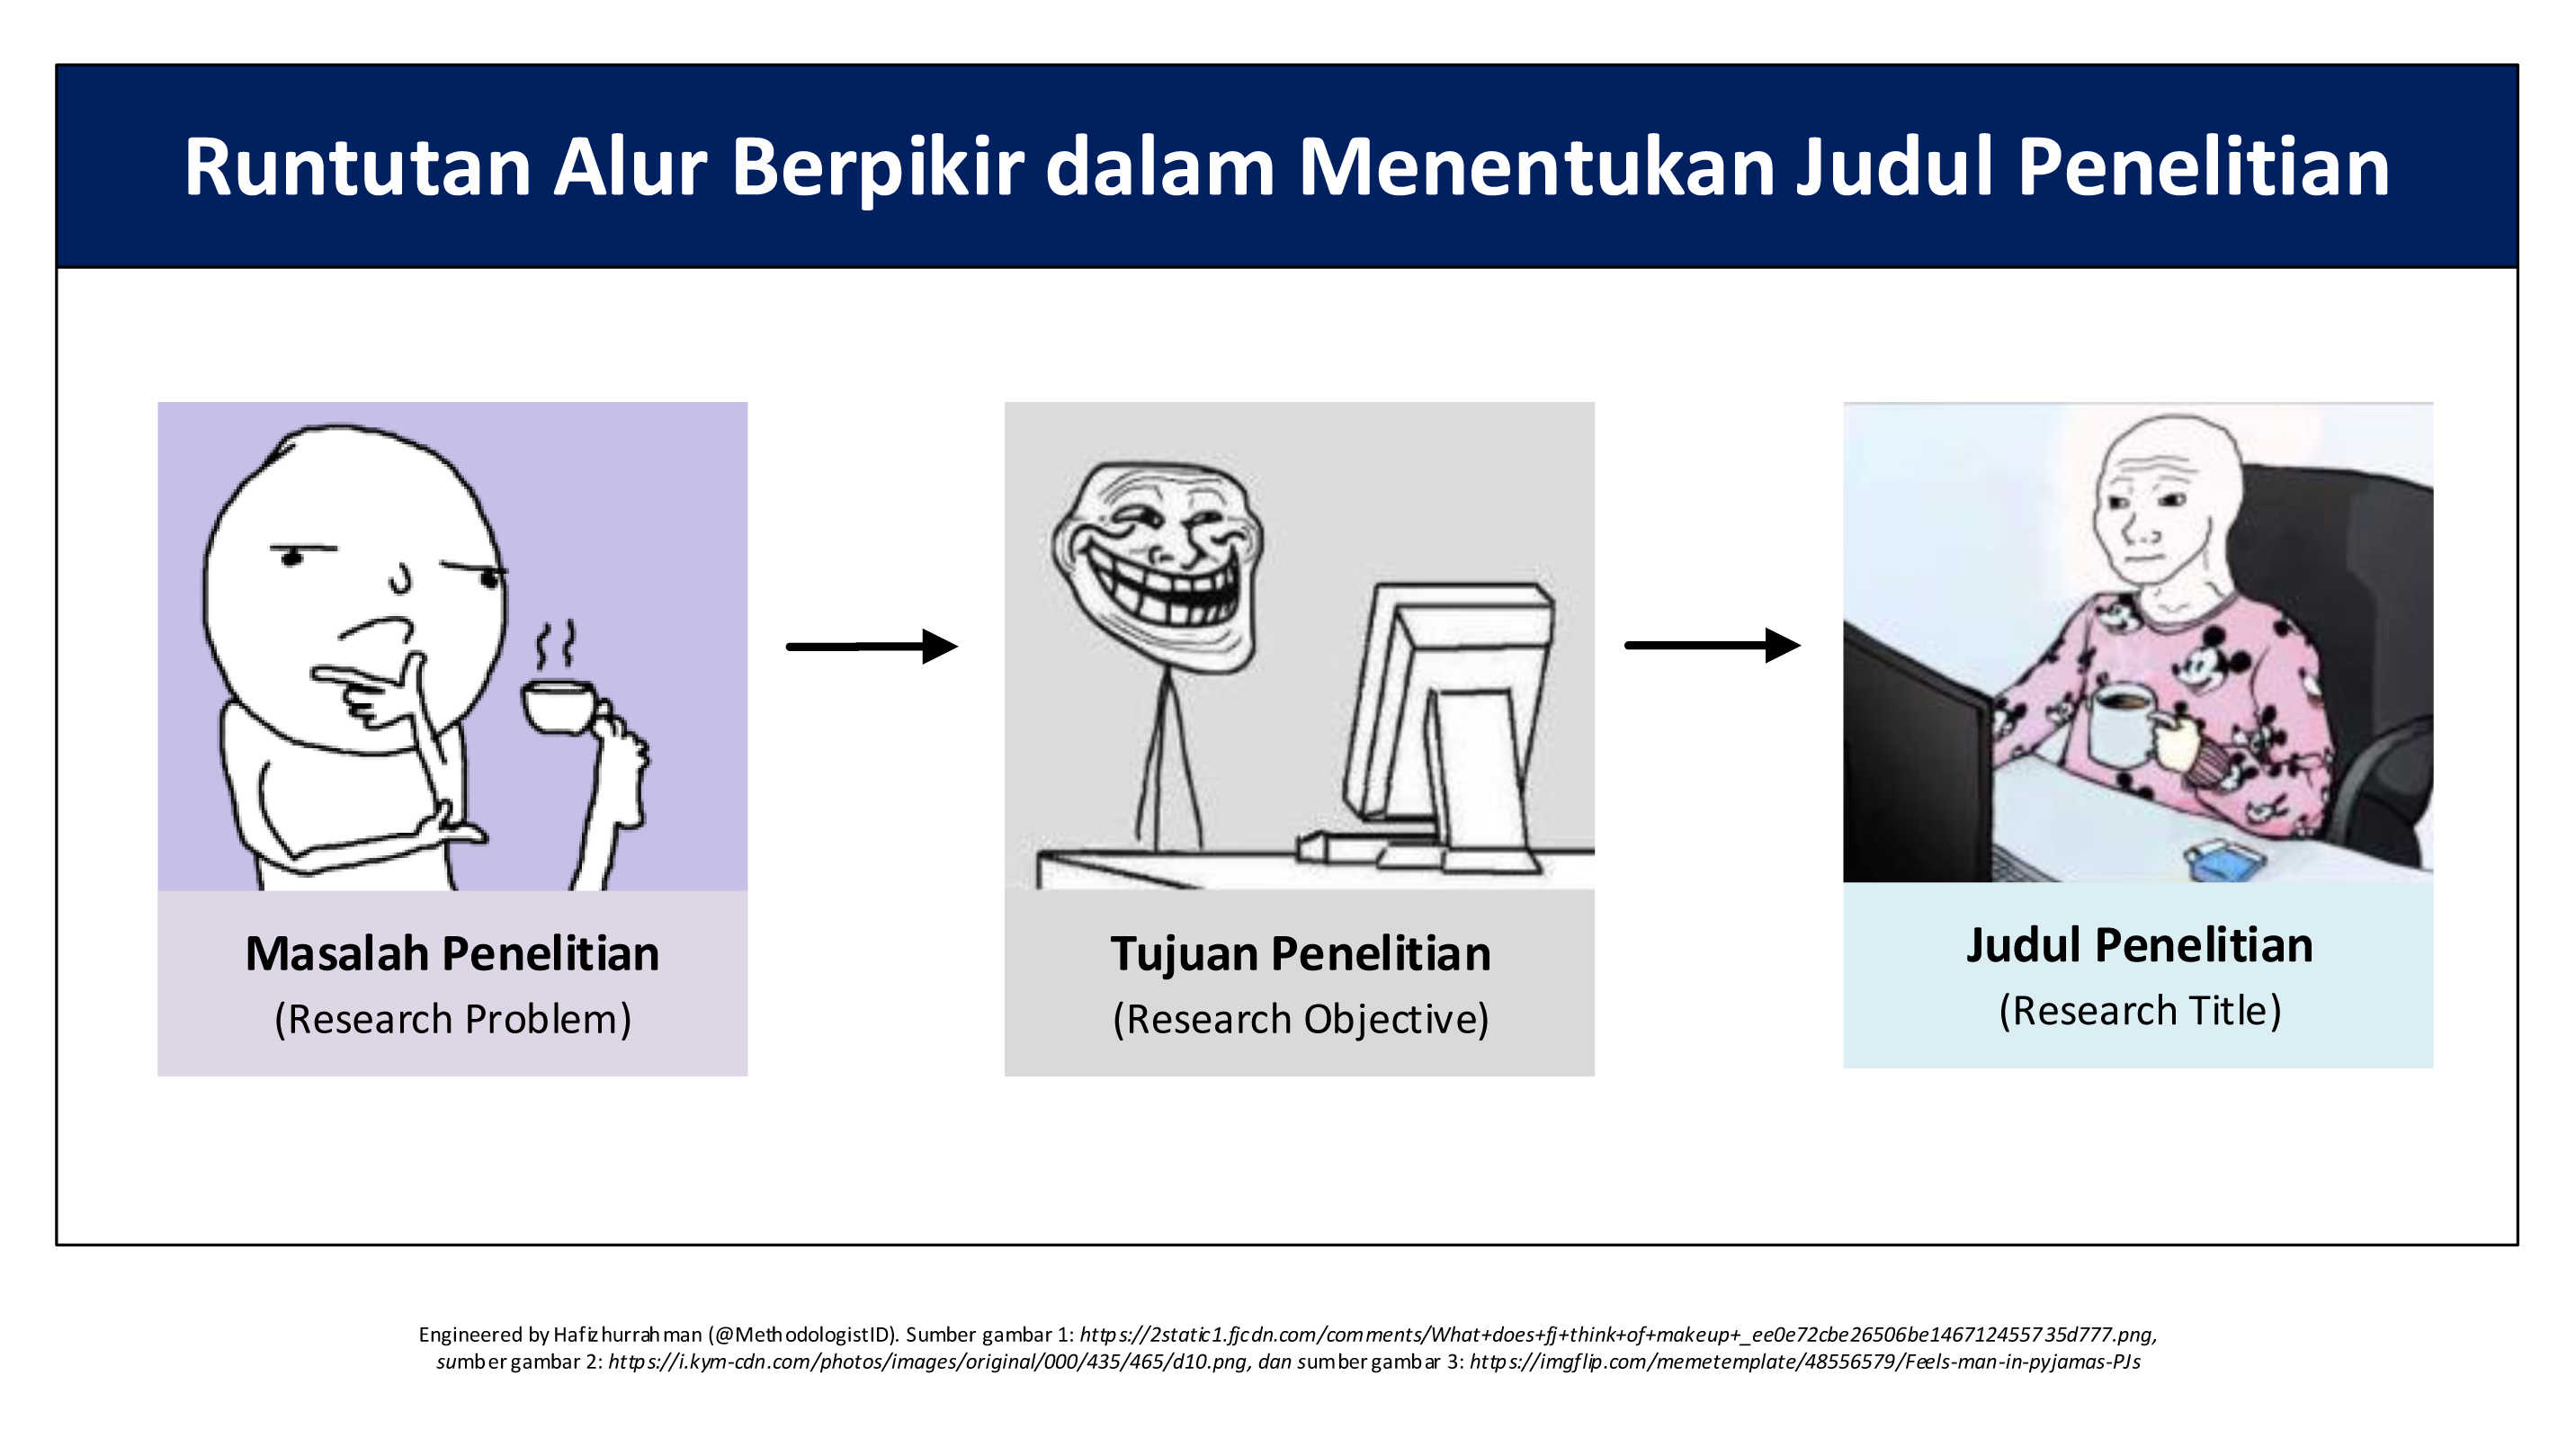 Runtutan Alur Berpikir dalam Menentukan Judul Penelitian
Masalah Penelitian
(Research Problem)
Tujuan Penelitian
(Research Objective)
Judul Penelitian
(Research Title)
Engineered by Hafizhurrahman (@MethodologistID). Sumber gambar 1: https://2static1.fjcdn.com/comments/What+does+fj+think+of+makeup+_ee0e72cbe26506be14671245573​5d777.png,
sumber gambar 2: https://i.kym-cdn.com/photos/images/original/000/435/465/d10.png, dan sumber gambar 3: https://imgflip.com/memetemplate/48556579/Feels-man-in-pyjamas-PJs